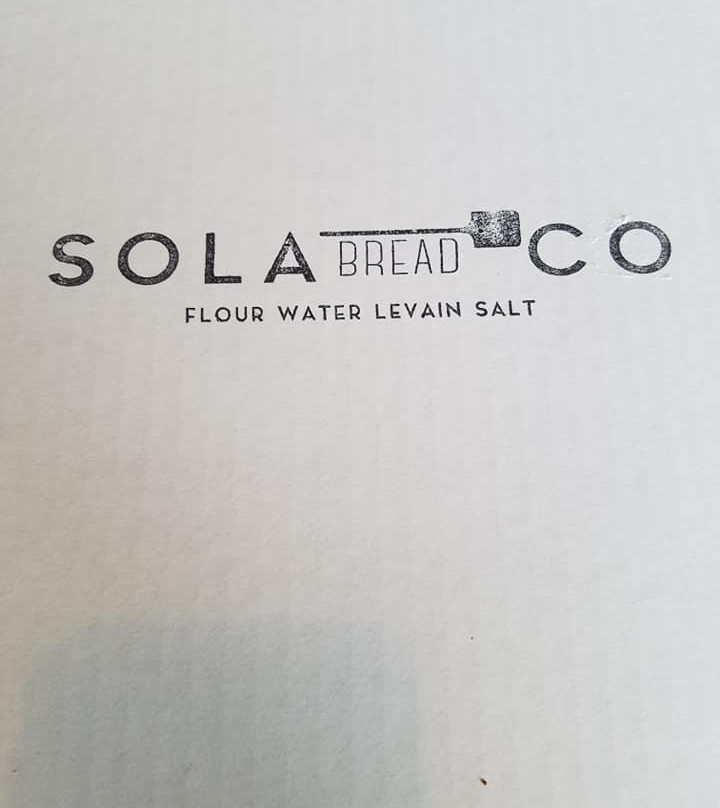 SOLA BREAD CO
FLOUR WATER LEVAIN SALT